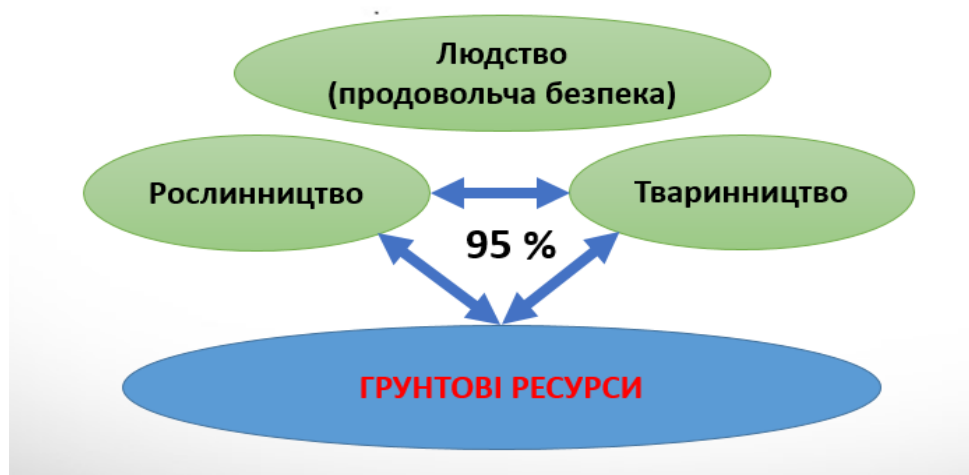 Людство
(продовольча безпека)
Рослинництво
Тваринництво
95 %
ГРУНТОВІ РЕСУРСИ